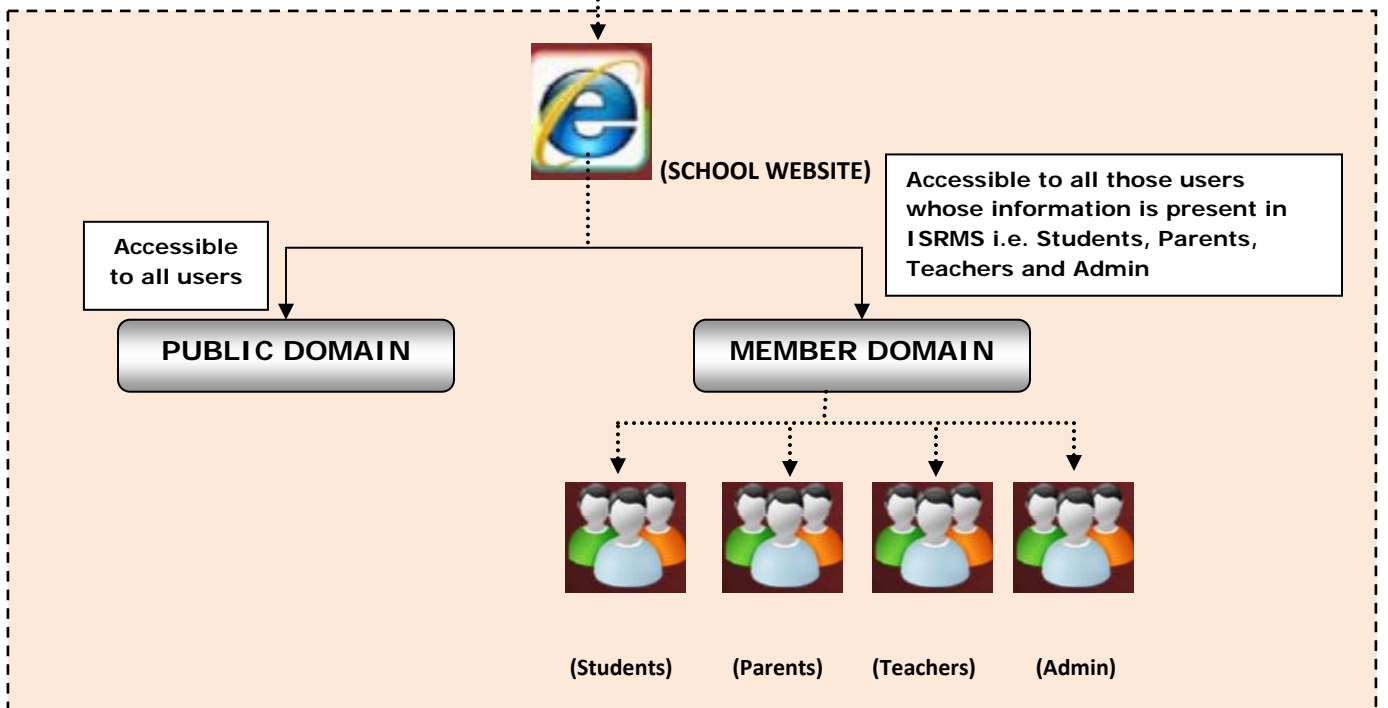 (SCHOOL WEBSITE)
Accessible to all those users
whose information is present in
ISRMS i.e. Students, Parents,
Teachers and Admin
Accessible
to all users
PUBLIC DOMAIN
MEMBER DOMAIN
(Students)
(Parents)
(Teachers)
(Admin)